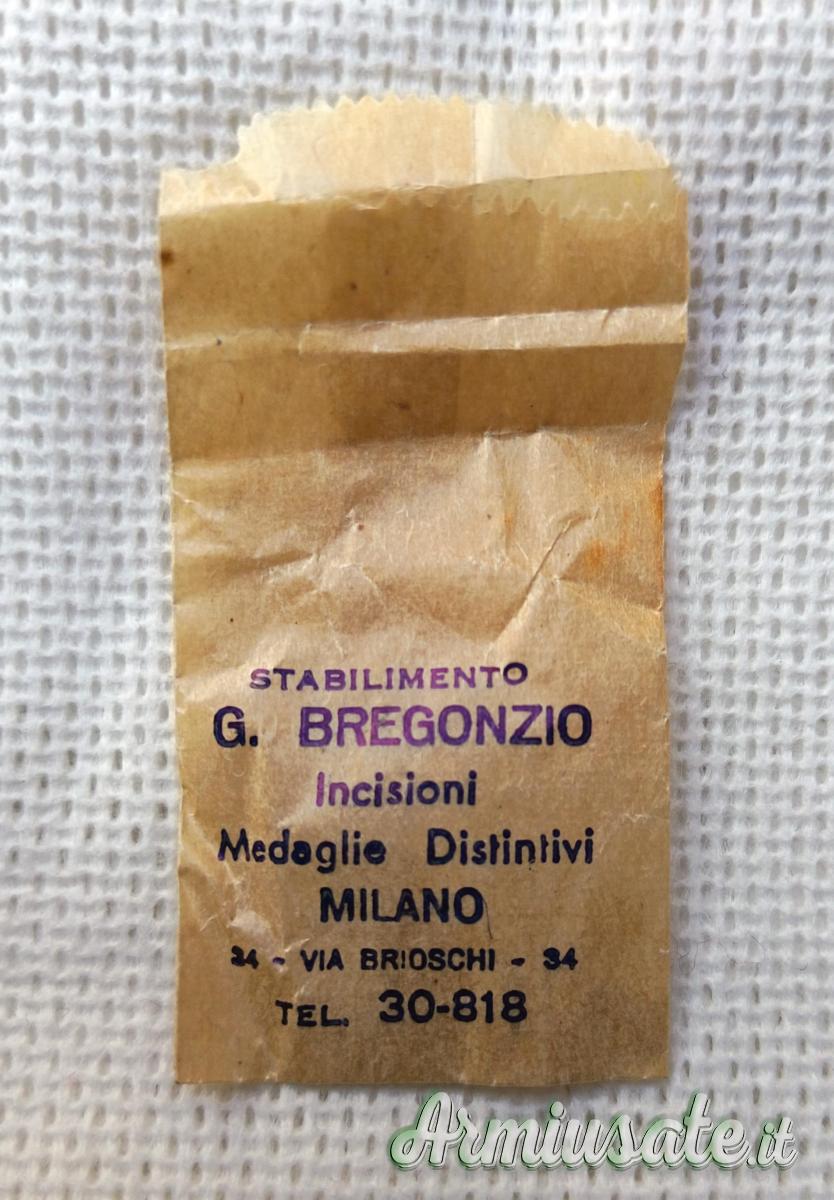 STABILIMENTO
G. BREGONZIO
Incisioni
Medaglie Distintivi
MILANO
34 - VIA BRIOSCHI - 34
TEL. 30-818
Armiusate.it